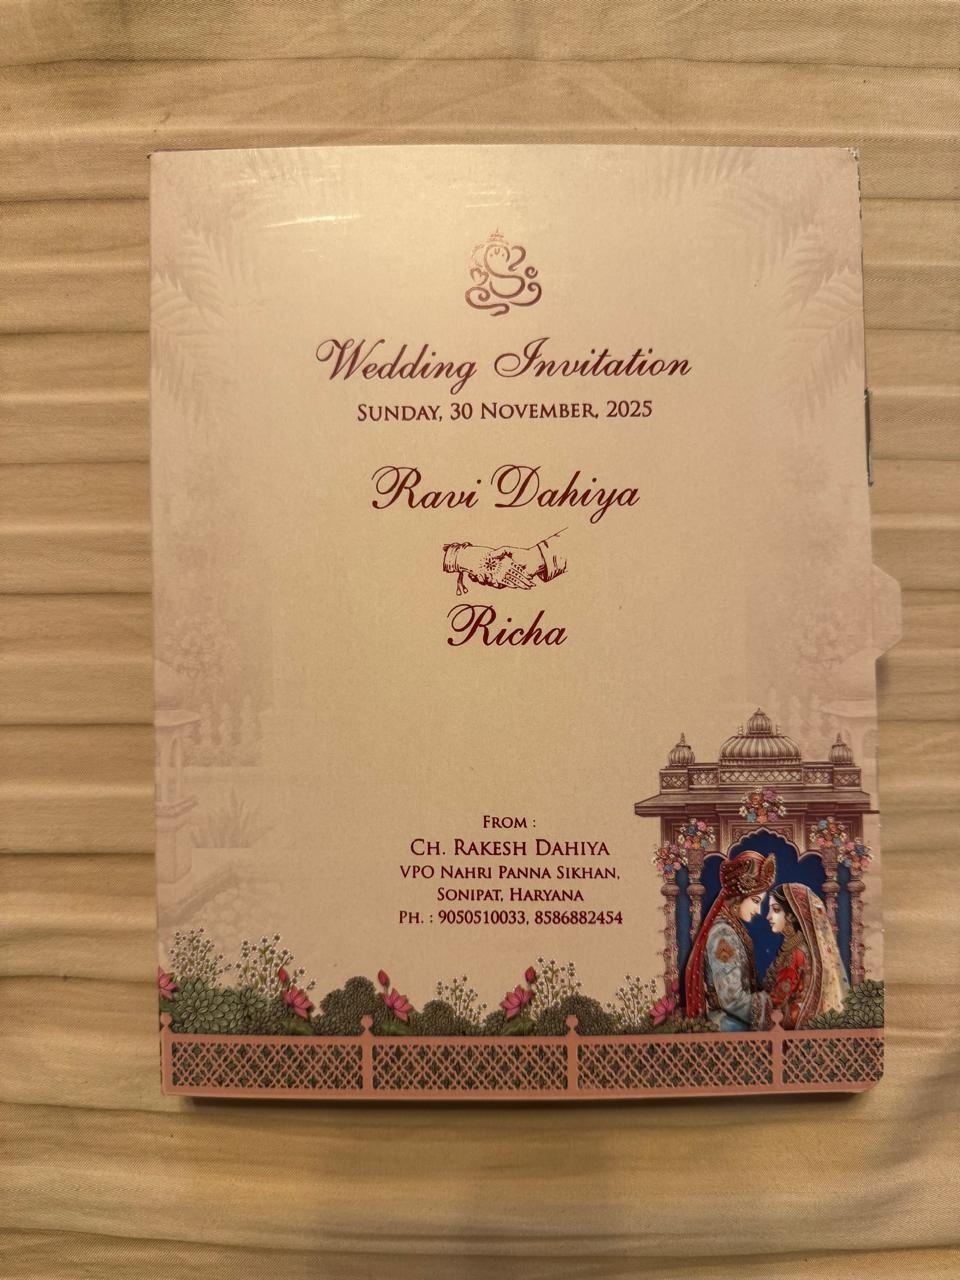 Wedding Invitation
Sunday, 30 November, 2025
Ravi Dahiya
Richa
From :
Ch. Rakesh Dahiya
VPO Nahri Panna Sikhan,
Sonipat, Haryana
Ph. : 9050510033, 8586882454